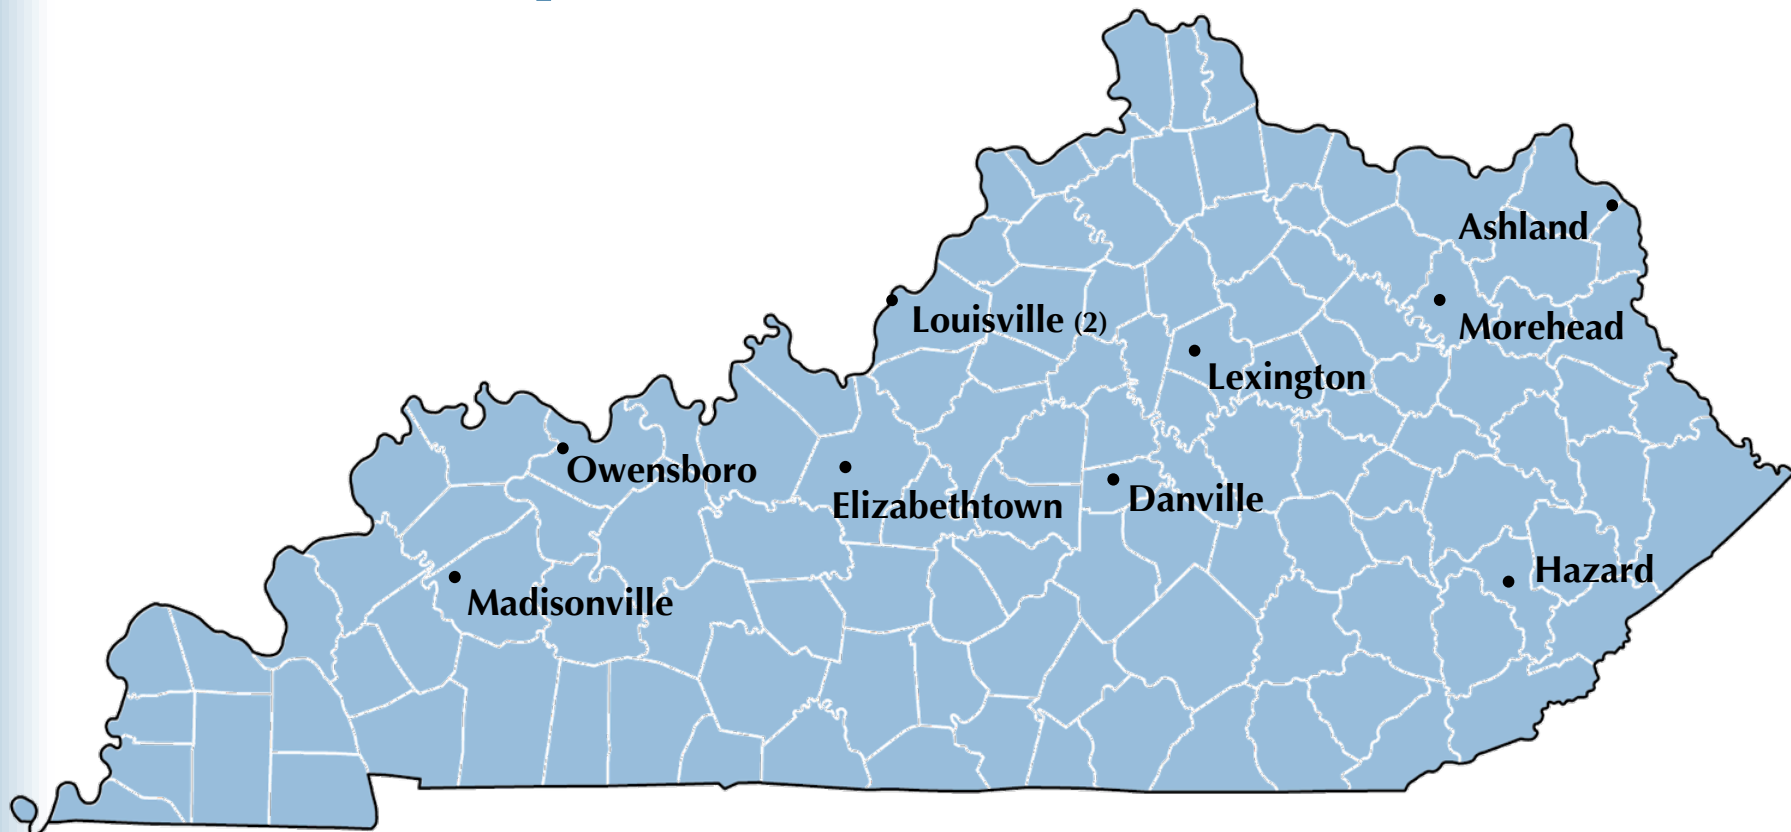 Ashland
Louisville (2)
Morehead
Lexington
Owensboro
Elizabethtown
Danville
Hazard
Madisonville